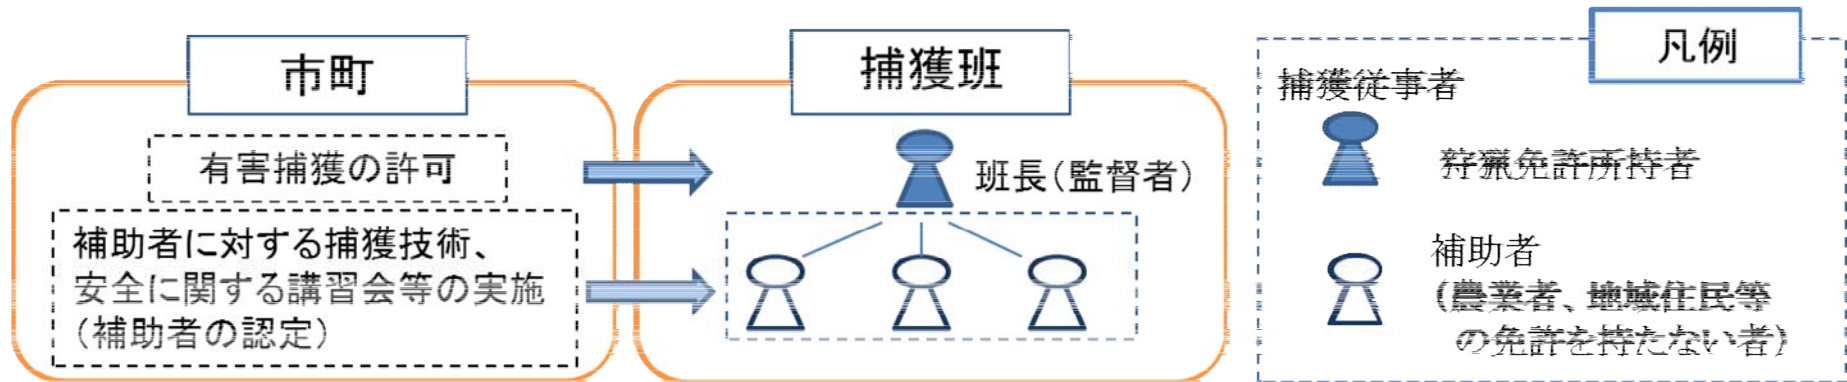 市町
有害捕獲の許可
補助者に対する捕獲技術、
安全に関する講習会等の実施
(補助者の認定)
捕獲班
班長(監督者)
凡例
捕獲従事者
狩猟免許所持者
補助者
(農業者、地域住民等
の免許を持たない者)